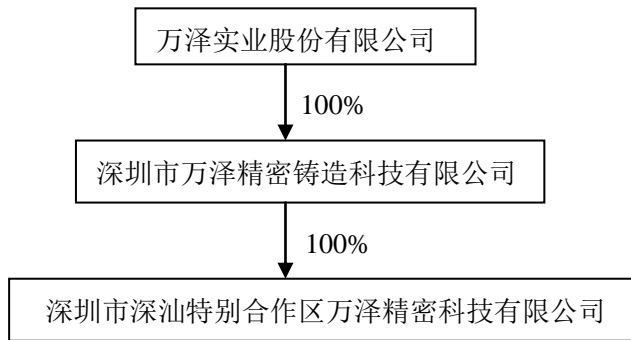 万泽实业股份有限公司
100%
深圳市万泽精密铸造科技有限公司
100%
深圳市深汕特别合作区万泽精密科技有限公司